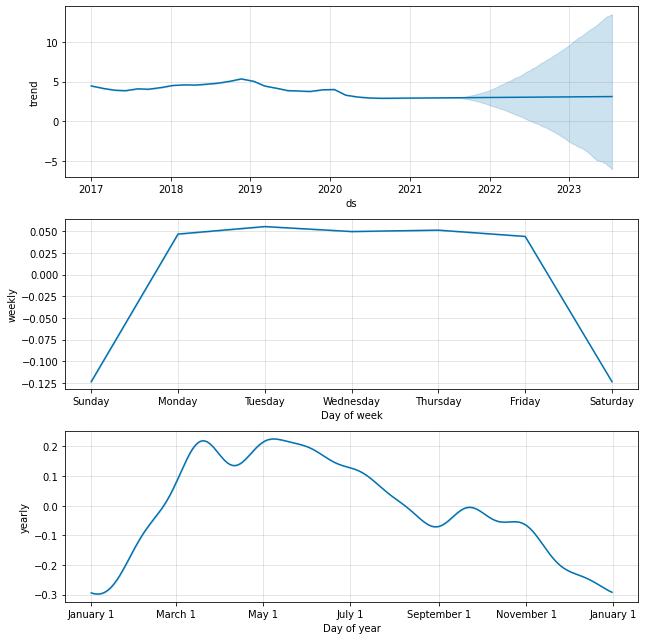 10
5
0
−5
trend
2017 2018 2019 2020 2021 2022 2023
ds
0.050
0.025
0.000
−0.025
−0.050
−0.075
−0.100
−0.125
weekly
Sunday Monday Tuesday Wednesday Thursday Friday Saturday
Day of week
0.2
0.1
0.0
−0.1
−0.2
−0.3
yearly
January 1 March 1 May 1 July 1 September 1 November 1 January 1
Day of year